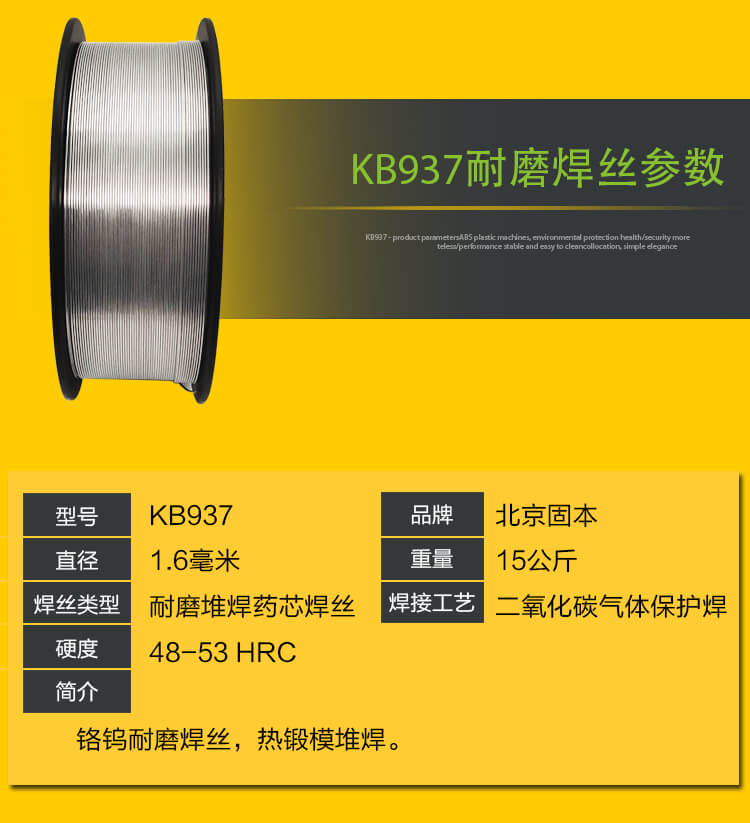 KB937耐磨焊丝参数
KB937 - product parametersABS plastic machines, environmental protection health/security more
teless/performance stable and easy to cleancollocation, simple elegance
型号 KB937 品牌 北京固本
直径 1.6毫米 重量 15公斤
焊丝类型 耐磨堆焊药芯焊丝 焊接工艺 二氧化碳气体保护焊
硬度 48-53 HRC
简介
铬钨耐磨焊丝，热锻模堆焊。